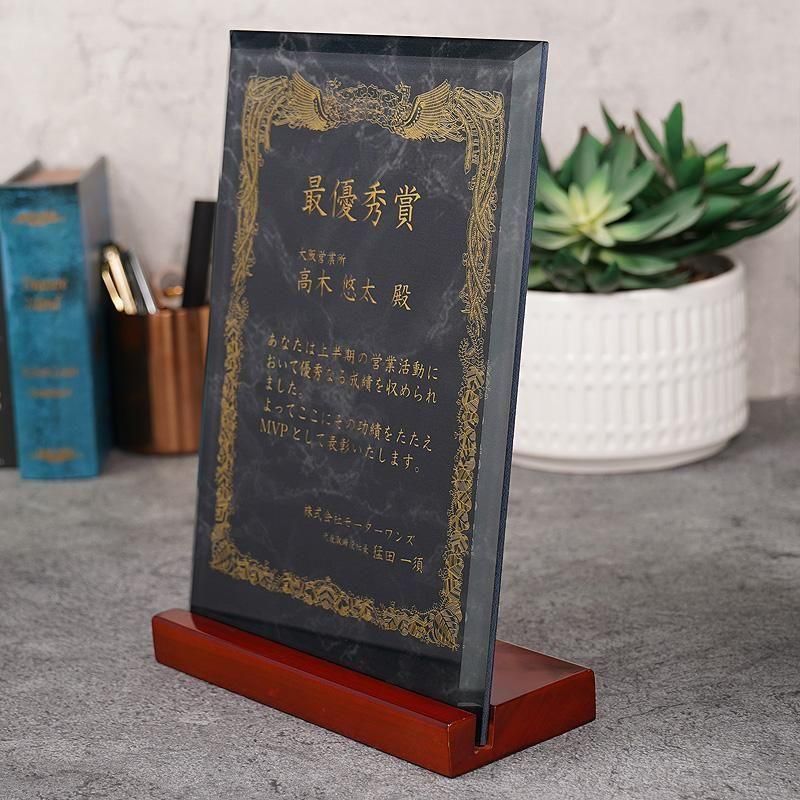 最優秀賞
大阪営業所
高木 悠太 殿
あなたは上半期の営業活動に
おいて優秀なる成績を収められ
ました。
よってここにその功績をたたえ
MVPとして表彰いたします。
株式会社モーターワンズ
代表取締役社長 猛田 一須